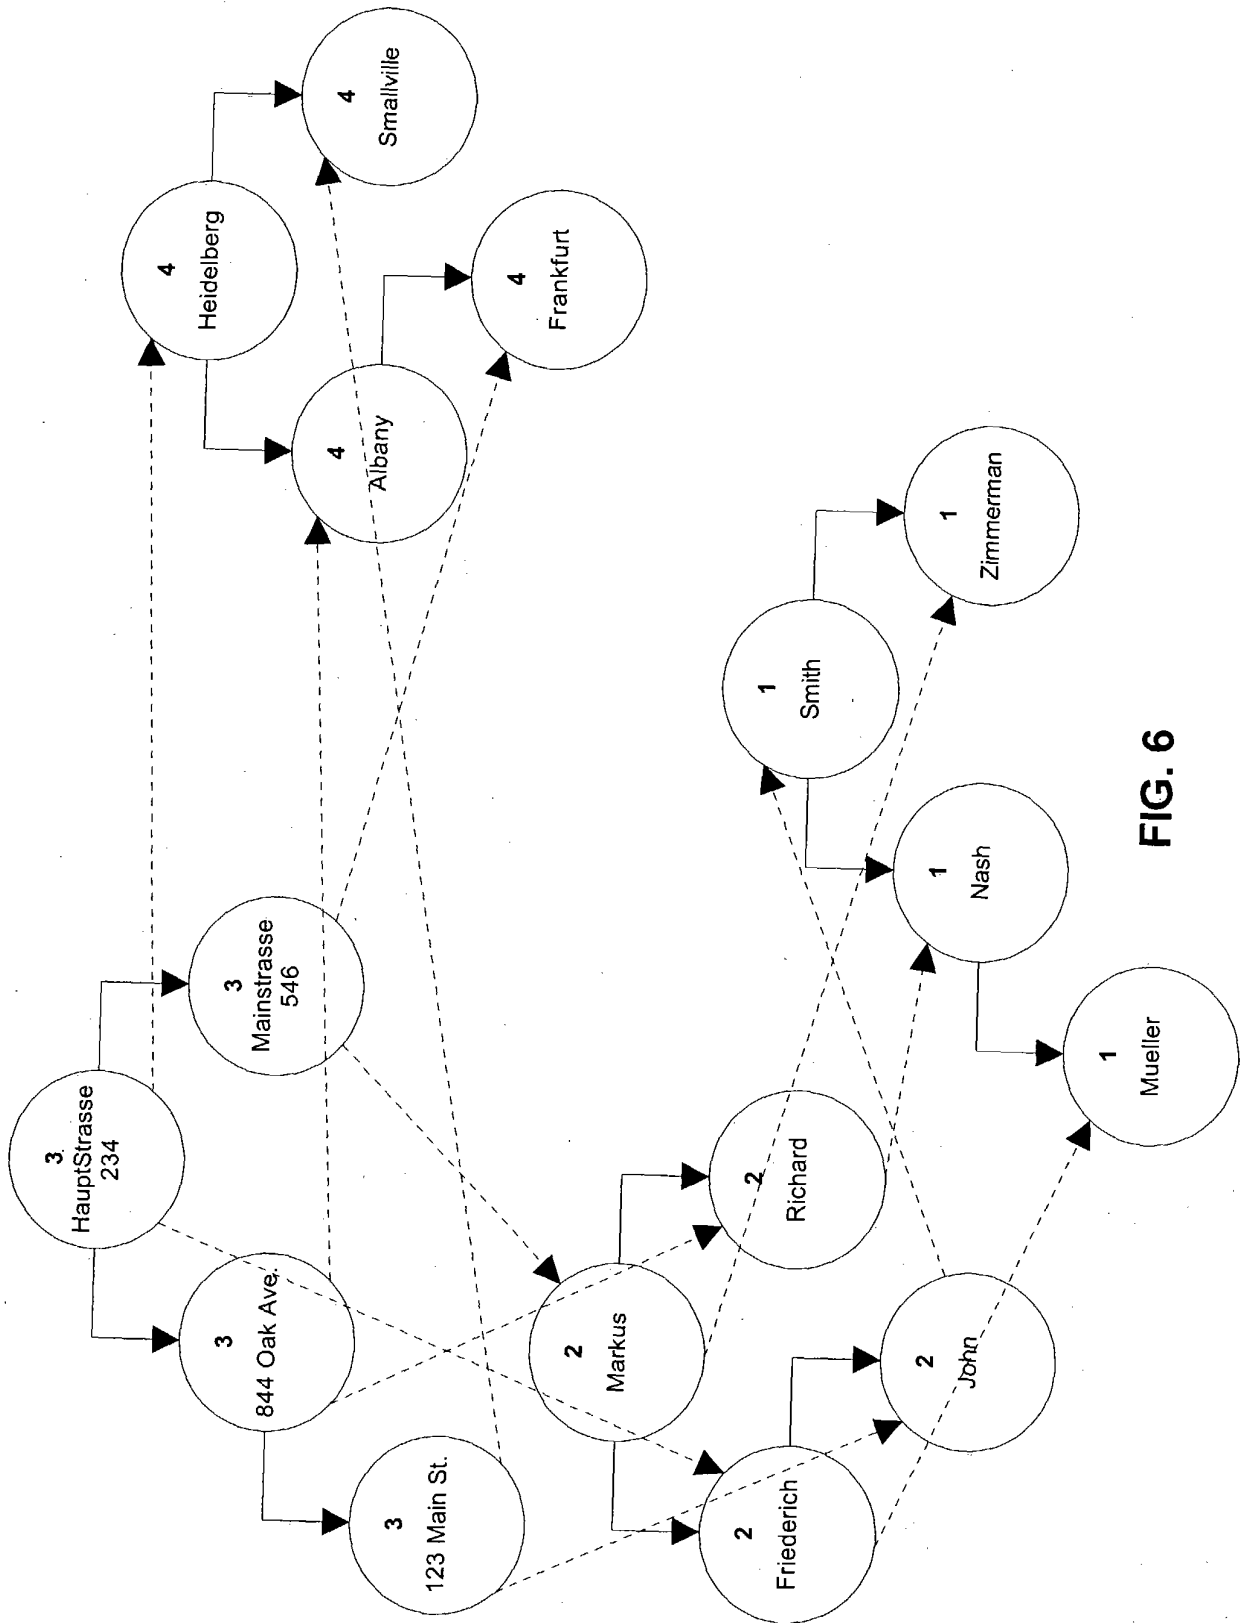 3
HauptStrasse
234
3
844 Oak Ave.
3
Mainstrasse
546
3
123 Main St.
4
Heidelberg
4
Smallville
4
Albany
4
Frankfurt
2
Markus
2
Friederich
2
Richard
2
John
1
Smith
1
Nash
1
Zimmerman
1
Mueller
FIG. 6